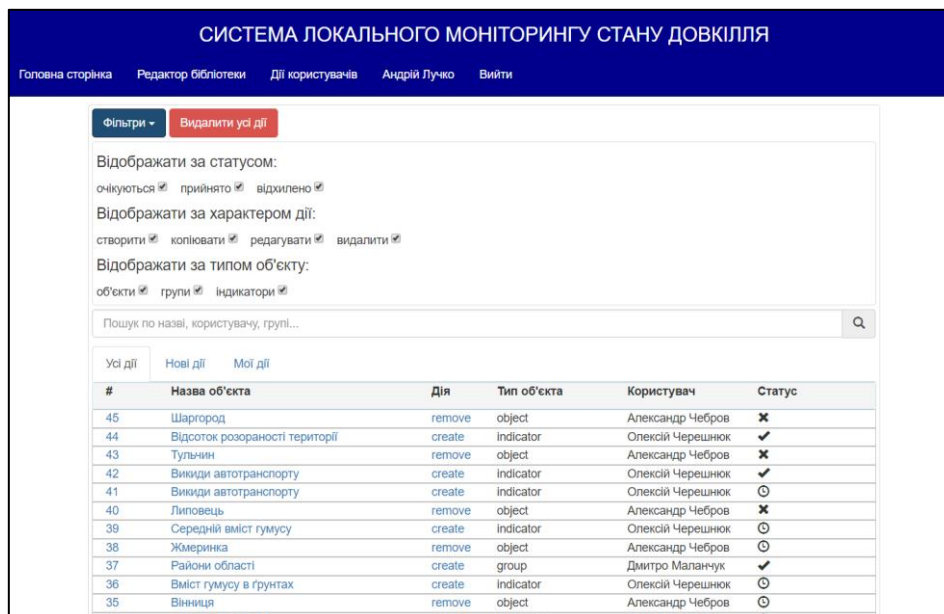 СИСТЕМА ЛОКАЛЬНОГО МОНІТОРИНГУ СТАНУ ДОВКІЛЛЯ
Головна сторінка Редактор бібліотеки Дії користувачів Андрій Лучко Вийти
Фільтри Видалити усі дії
Відображати за статусом:
очікуються прийнято відхилено
Відображати за характером дії:
створити копіювати редагувати видалити
Відображати за типом об'єкту:
об'єкти групи індикатори
Пошук по назві, користувачу, групі...
Усі дії Нові дії Мої дії
# Назва об'єкта Дія Тип об'єкта Користувач Статус
45 Шаргород remove object Александр Чебров
44 Відсоток розораності території create indicator Олексій Черешнюк
43 Тульчин remove object Александр Чебров
42 Викиди автотранспорту create indicator Олексій Черешнюк
41 Викиди автотранспорту create indicator Олексій Черешнюк
40 Липовець remove object Александр Чебров
39 Середній вміст гумусу create indicator Олексій Черешнюк
38 Жмеринка remove object Александр Чебров
37 Райони області create group Дмитро Маланчук
36 Вміст гумусу в ґрунтах create indicator Олексій Черешнюк
35 Вінниця remove object Александр Чебров